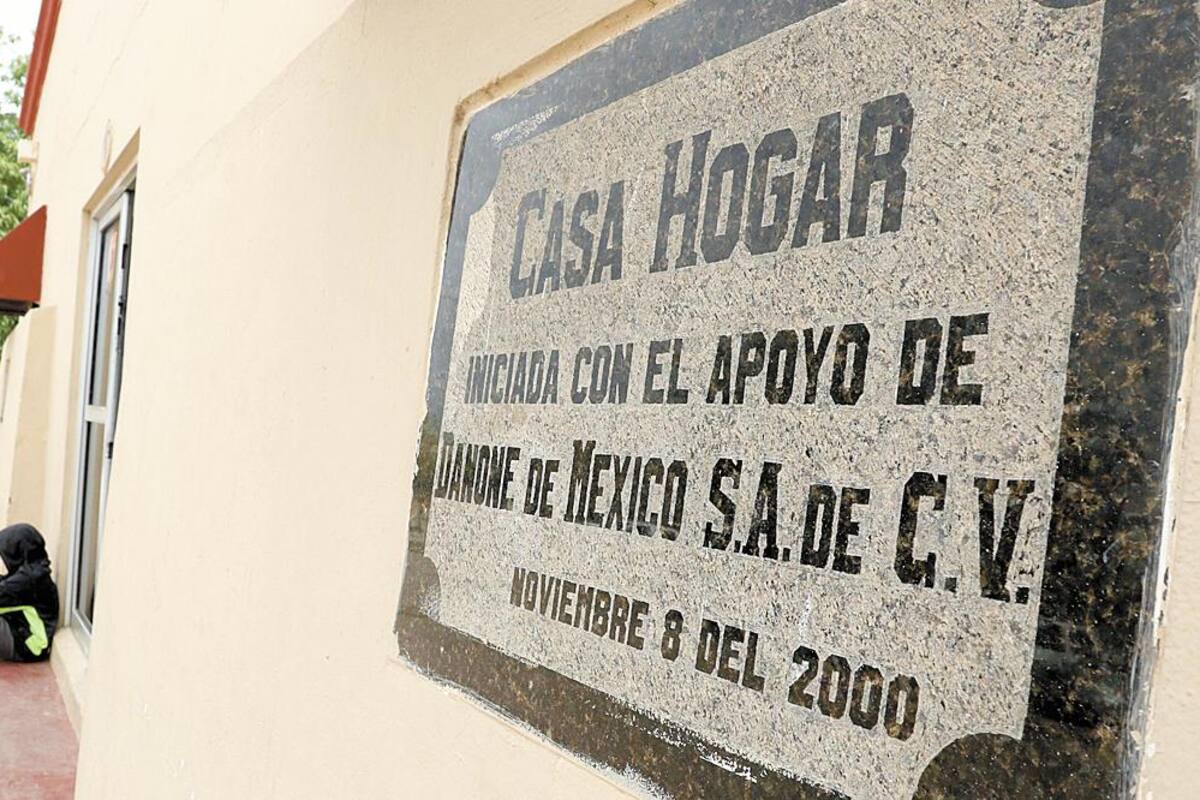 CASA HOGAR
INICIADA CON EL APOYO DE
DANONE DE MEXICO S.A. DE C.V.
NOVIEMBRE 8 DEL 2000